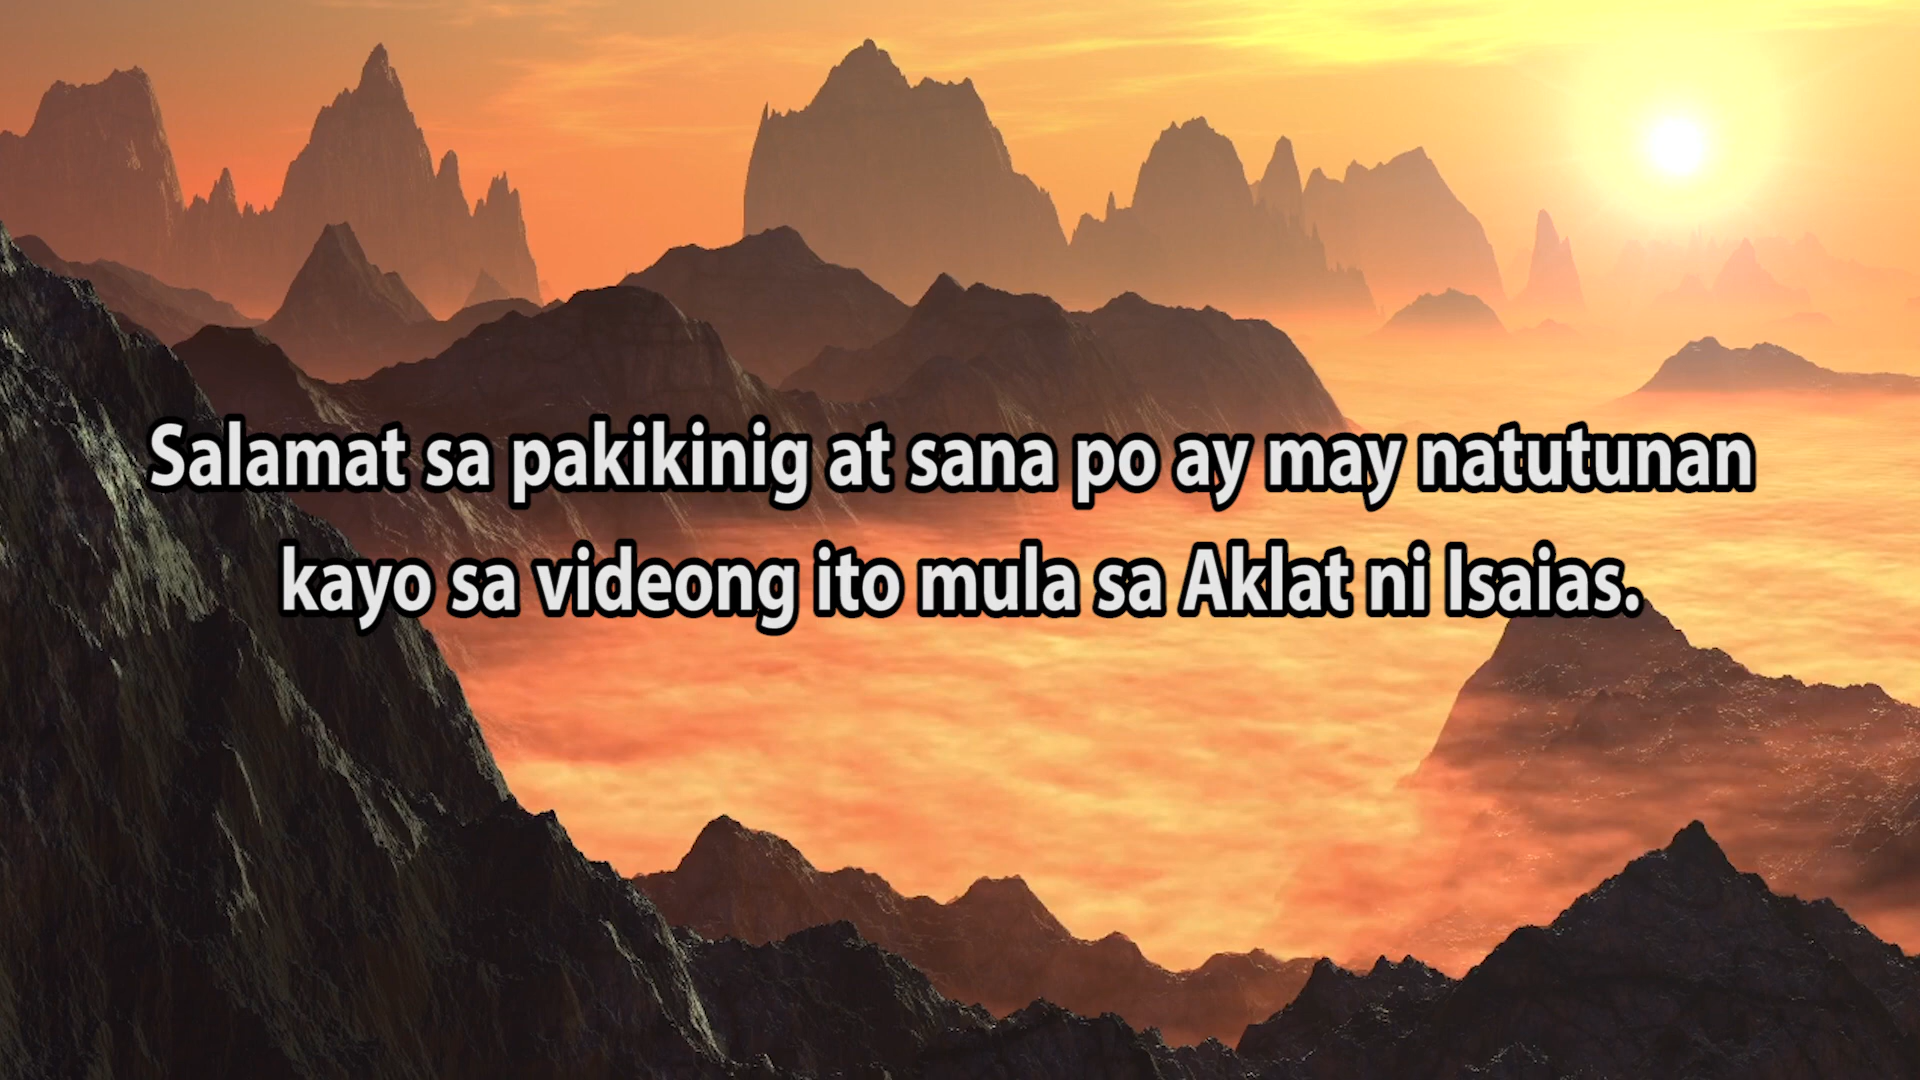 Salamat sa pakikinig at sana po ay may natutunan
kayo sa videong ito mula sa Aklat ni Isaias.